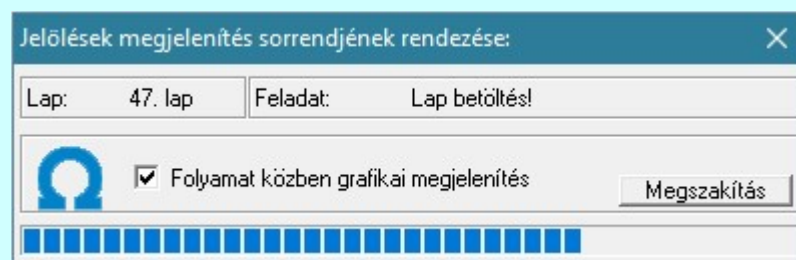 Jelölések megjelenítés sorrendjének rendezése:
Lap: 47. lap Feladat: Lap betöltés!
Folyamat közben grafikai megjelenítés
Megszakítás